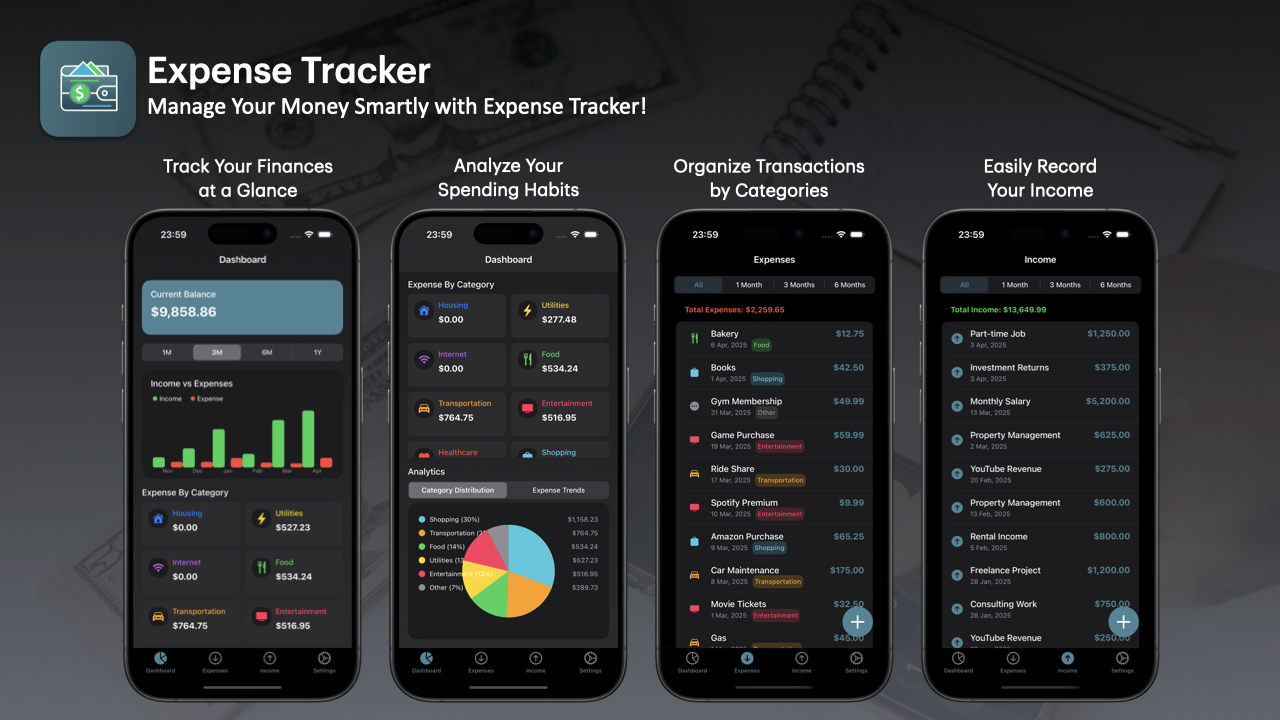 Expense Tracker
Manage Your Money Smartly with Expense Tracker!
Track Your Finances
at a Glance
23:59
Dashboard
Current Balance
$9,858.86
1M 3M 6M 1Y
Income vs Expenses
Income Expense
Nov Dec Jan Feb Mar Apr
Expense By Category
Housing
$0.00
Utilities
$527.23
Internet
$0.00
Food
$534.24
Transportation
$764.75
Entertainment
$516.95
Dashboard Expenses Income Settings
Analyze Your
Spending Habits
23:59
Dashboard
Expense By Category
Housing
$0.00
Utilities
$277.48
Internet
$0.00
Food
$534.24
Transportation
$764.75
Entertainment
$516.95
Healthcare
Shopping
Analytics
Category Distribution Expense Trends
Shopping (30%) $1,158.23
Transportation $764.75
Food (14%) $534.24
Utilities (13 $527.23
Entertainment (13%) $516.95
Other (7%) $289.73
Dashboard Expenses Income Settings
Organize Transactions
by Categories
23:59
Expenses
All 1 Month 3 Months 6 Months
Total Expenses: $2,259.65
Bakery $12.75
6 Apr, 2025 Food
Books $42.50
1 Apr, 2025 Shopping
Gym Membership $49.99
31 Mar, 2025 Other
Game Purchase $59.99
19 Mar, 2025 Entertainment
Ride Share $30.00
17 Mar, 2025 Transportation
Spotify Premium $9.99
10 Mar, 2025 Entertainment
Amazon Purchase $65.25
9 Mar, 2025 Shopping
Car Maintenance $175.00
8 Mar, 2025 Transportation
Movie Tickets $32.50
1 Mar, 2025 Entertainment
Gas $45.00
Dashboard Expenses Income Settings
Easily Record
Your Income
23:59
Income
All 1 Month 3 Months 6 Months
Total Income: $13,649.99
Part-time Job $1,250.00
3 Apr, 2025
Investment Returns $375.00
3 Apr, 2025
Monthly Salary $5,200.00
13 Mar, 2025
Property Management $625.00
2 Mar, 2025
YouTube Revenue $275.00
20 Feb, 2025
Property Management $600.00
13 Feb, 2025
Rental Income $800.00
5 Feb, 2025
Freelance Project $1,200.00
28 Jan, 2025
Consulting Work $750.00
28 Jan, 2025
YouTube Revenue $250.00
Dashboard Expenses Income Settings